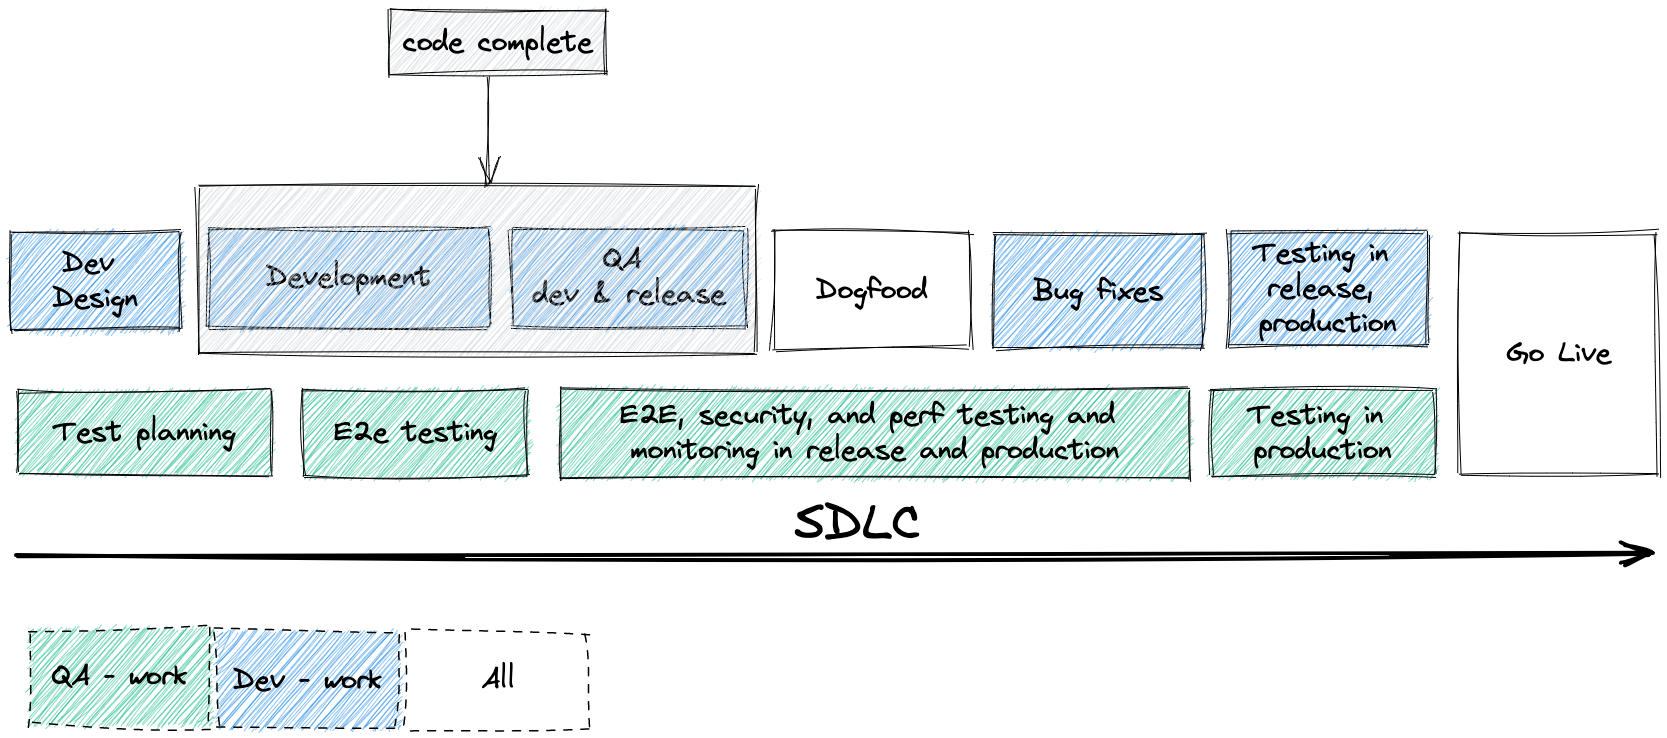 code complete
Dev
Design
Development
QA
dev & release
Dogfood
Bug fixes
Testing in
release,
production
Go Live
Test planning
E2e testing
E2E, security, and perf testing and
monitoring in release and production
Testing in
production
SDLC
QA - work
Dev - work
All